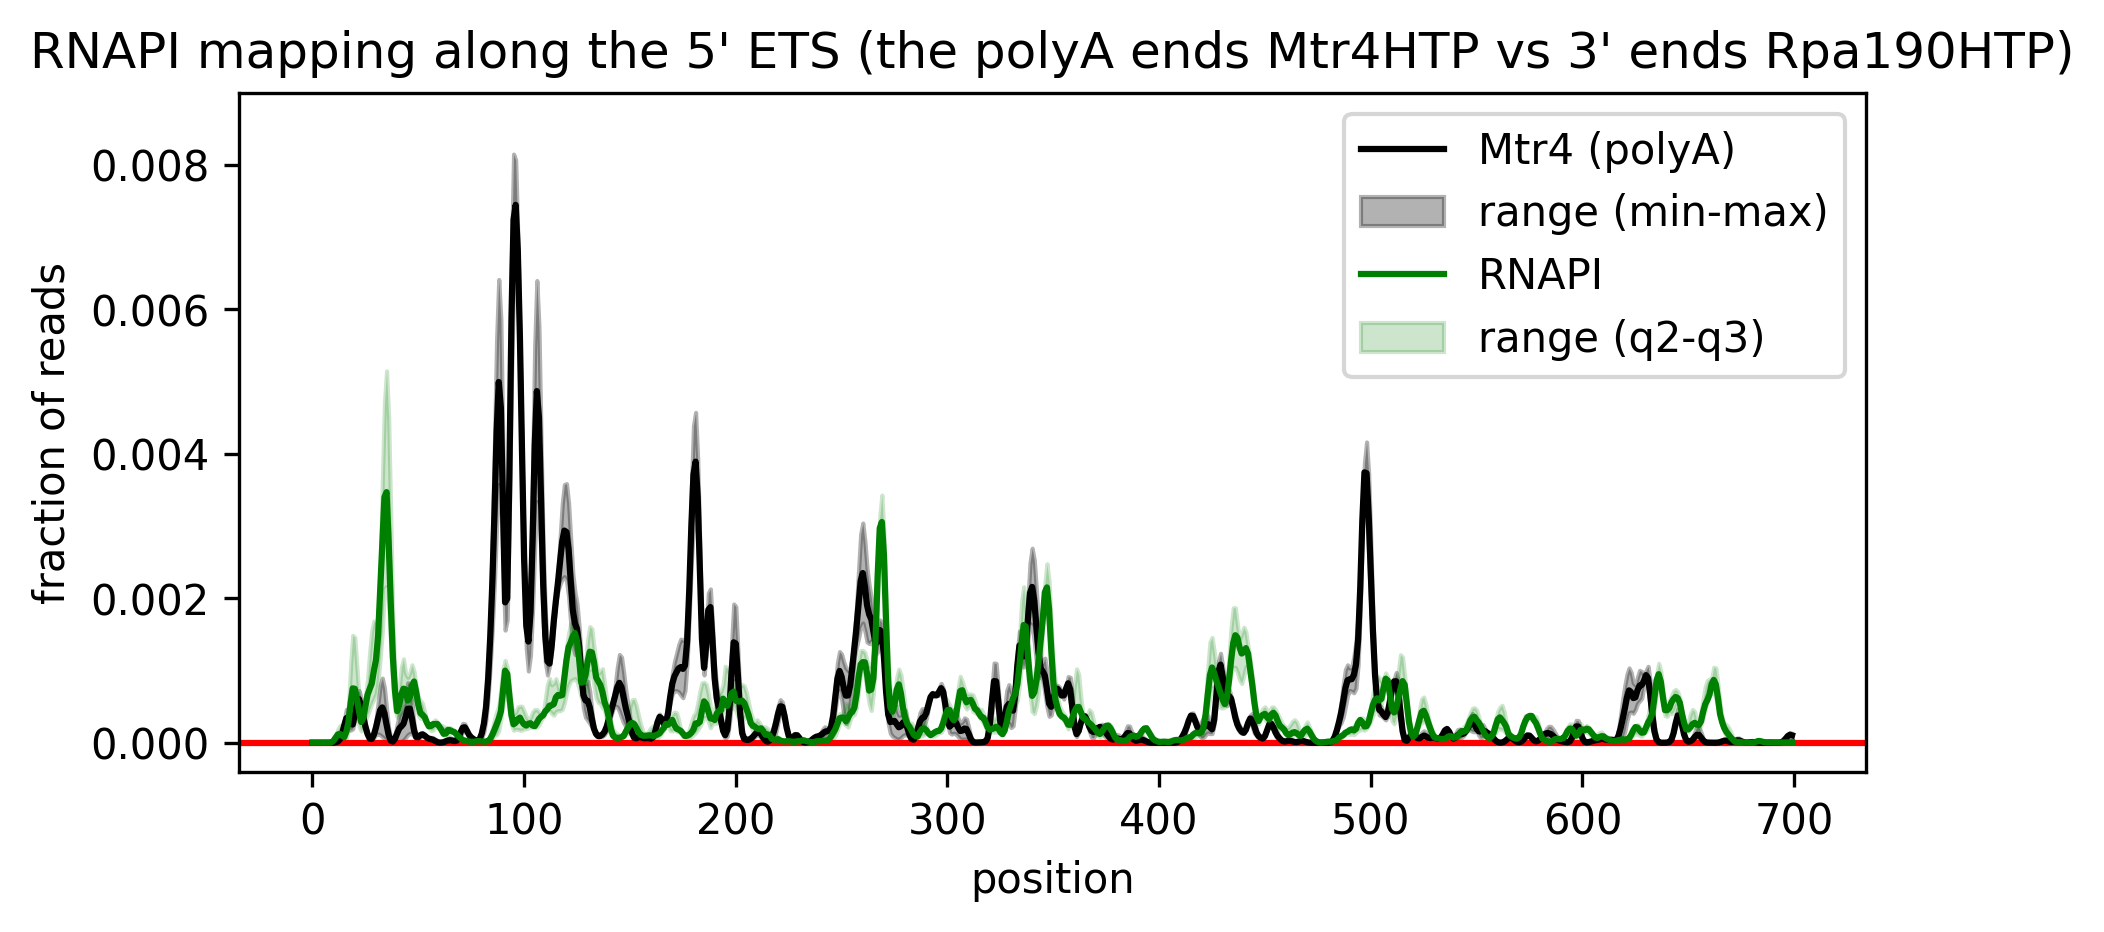 RNAPI mapping along the 5' ETS (the polyA ends Mtr4HTP vs 3' ends Rpa190HTP)
Mtr4 (polyA)
range (min-max)
RNAPI
range (q2-q3)
fraction of reads
0.008
0.006
0.004
0.002
0.000
0 100 200 300 400 500 600 700
position